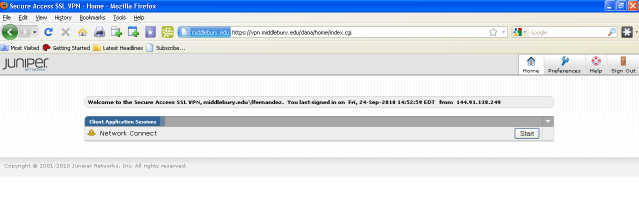 Secure Access SSL VPN - Home - Mozilla Firefox
File Edit View History Bookmarks Tools Help
middlebury.edu https://vpn.middlebury.edu/dana/home/index.cgi Google
Most Visited Getting Started Latest Headlines Subscribe...
JUNIPER
NETWORKS
Home Preferences Help Sign Out
Welcome to the Secure Access SSL VPN, middlebury.edu\lfernandez. You last signed in on Fri, 24-Sep-2010 14:52:59 EDT from 144.91.138.249
Client Application Sessions
Network Connect Start
Copyright © 2001-2010 Juniper Networks, Inc. All rights reserved.